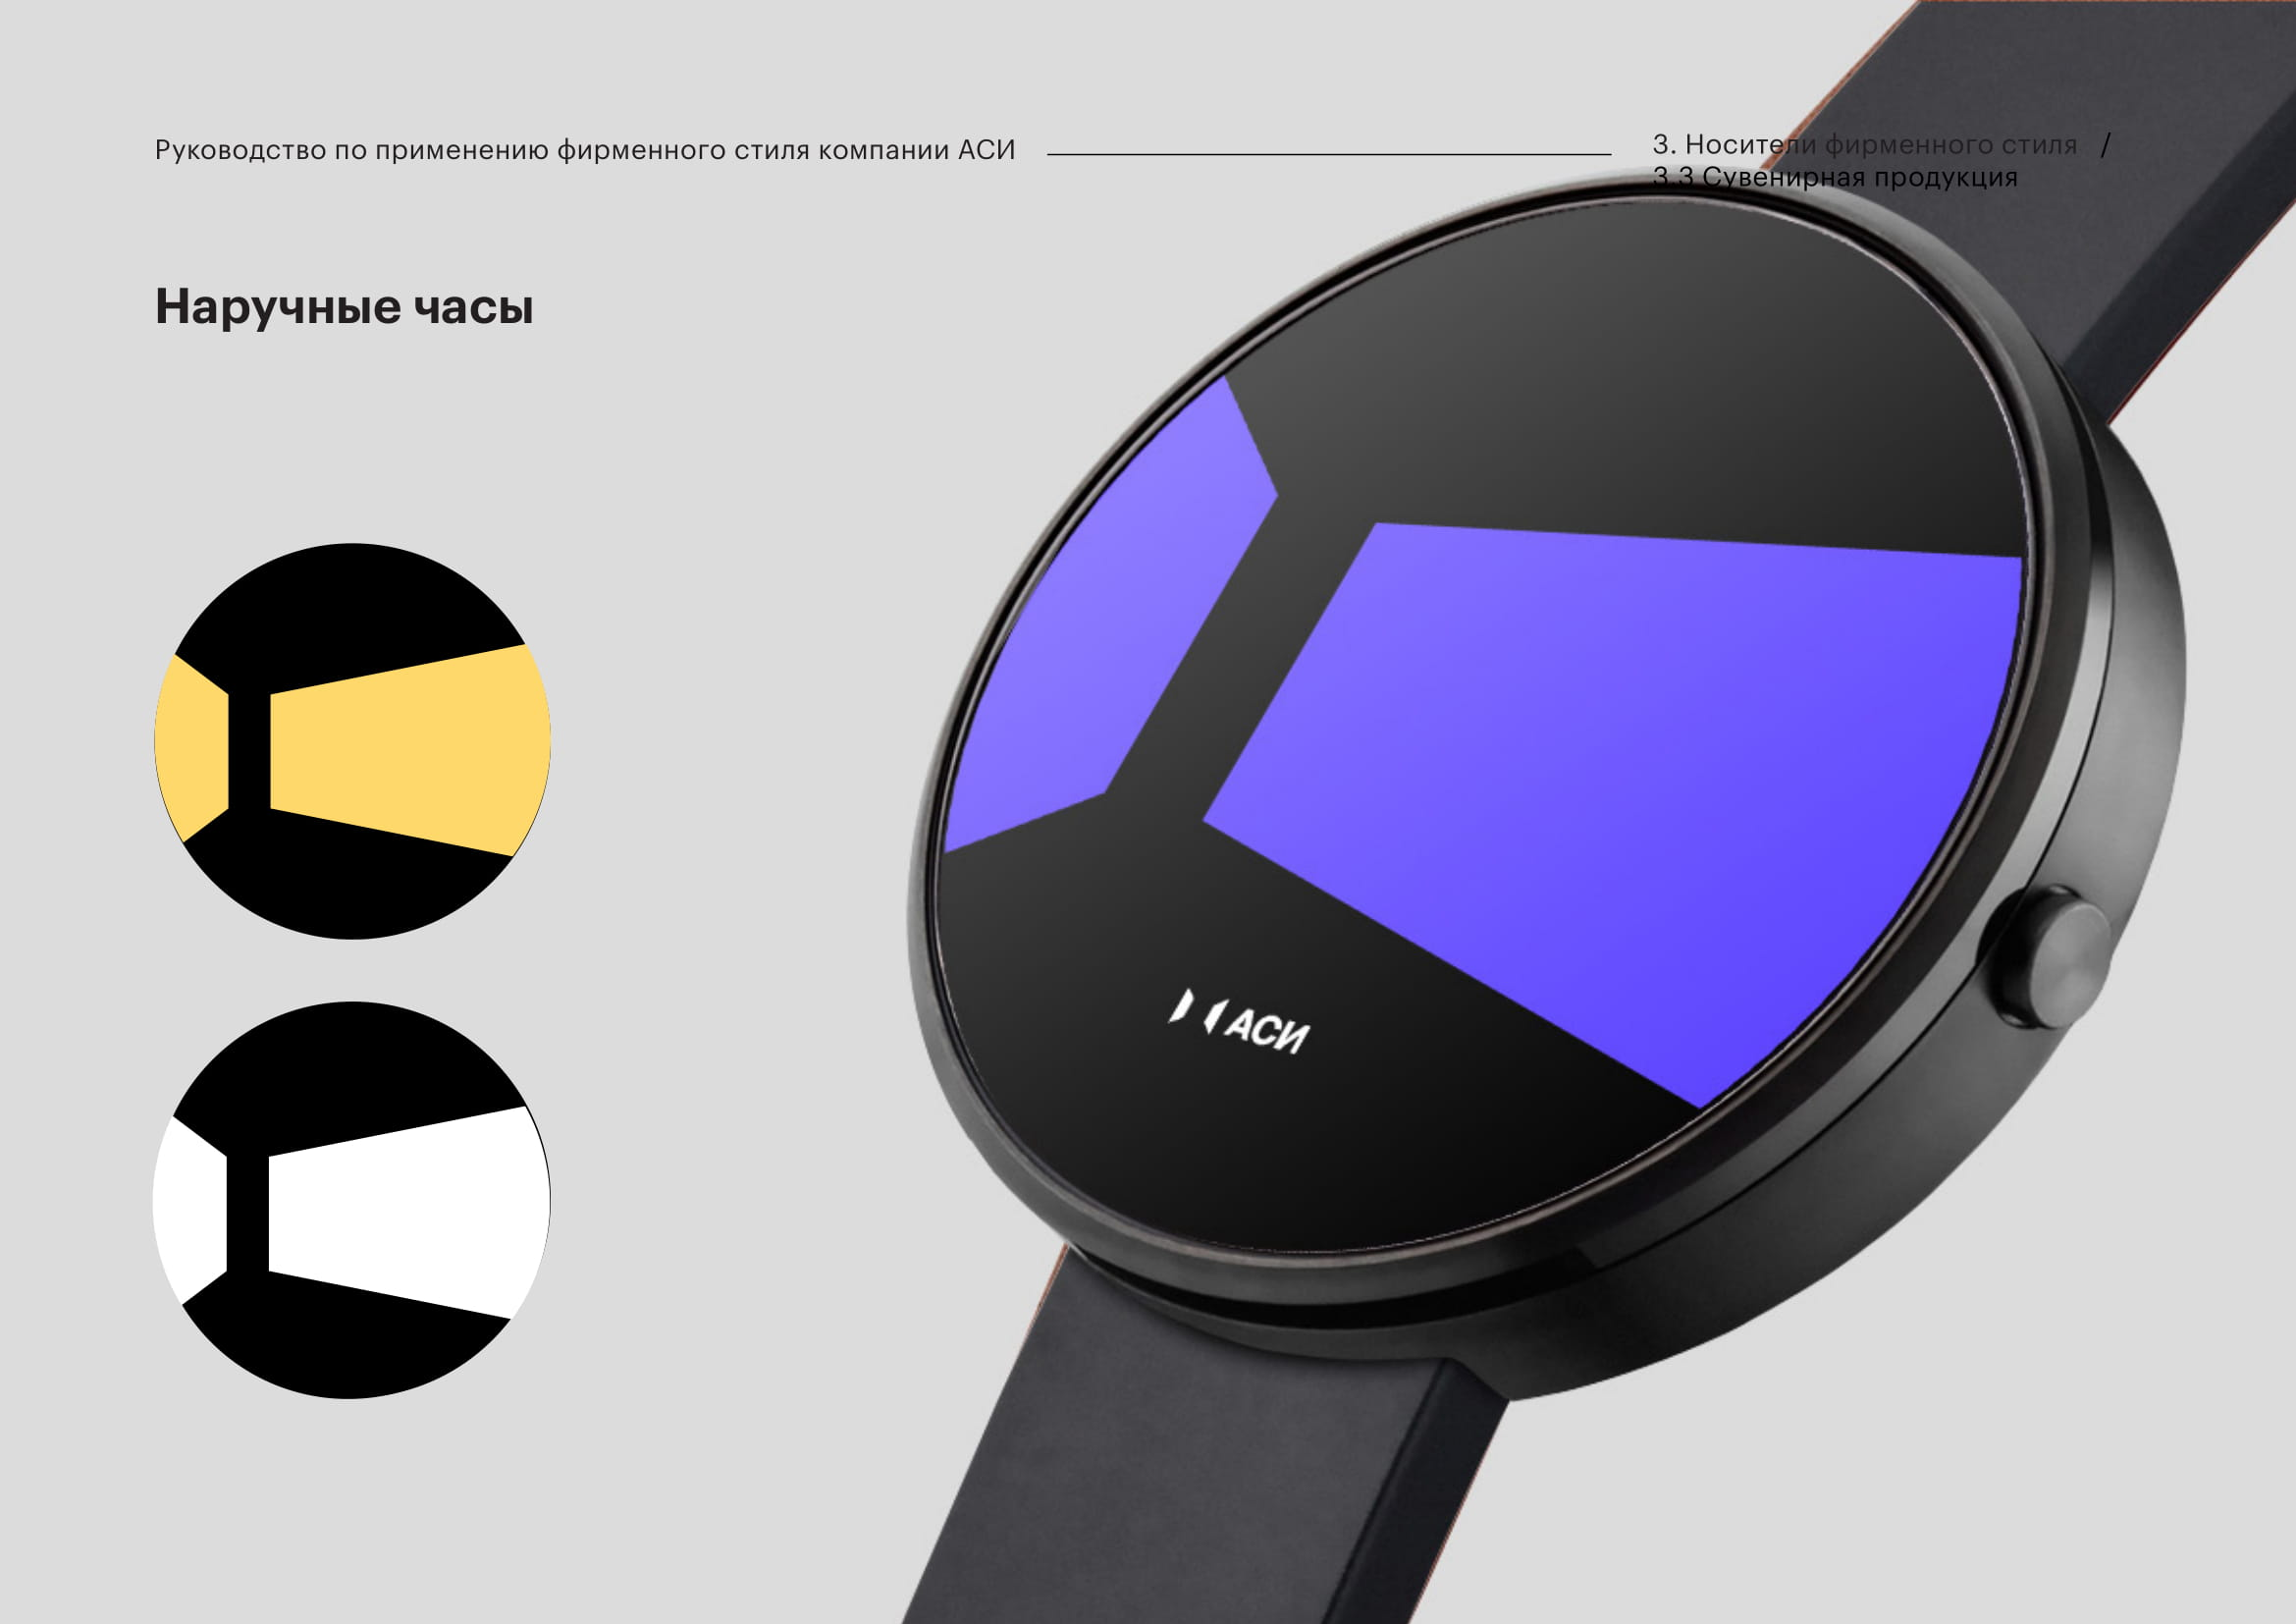 Руководство по применению фирменного стиля компании АСИ
3. Носители фирменного стиля /
3.3 Сувенирная продукция
Наручные часы
АСИ